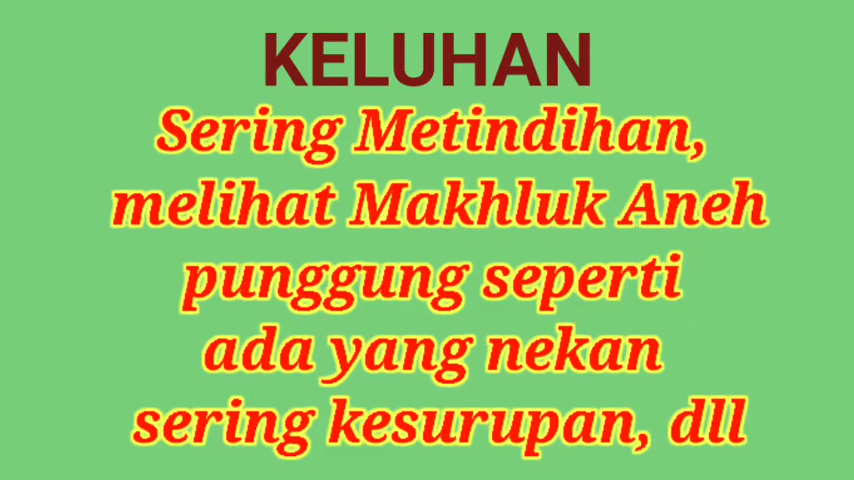 KELUHAN
Sering Metindihan,
melihat Makhluk Aneh
punggung seperti
ada yang nekan
sering kesurupan, dll